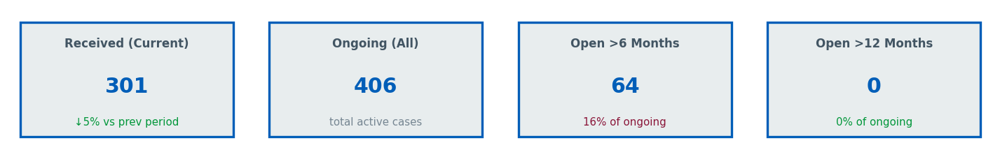 Received (Current)
301
↓5% vs prev period
Ongoing (All)
406
total active cases
Open >6 Months
64
16% of ongoing
Open >12 Months
0
0% of ongoing